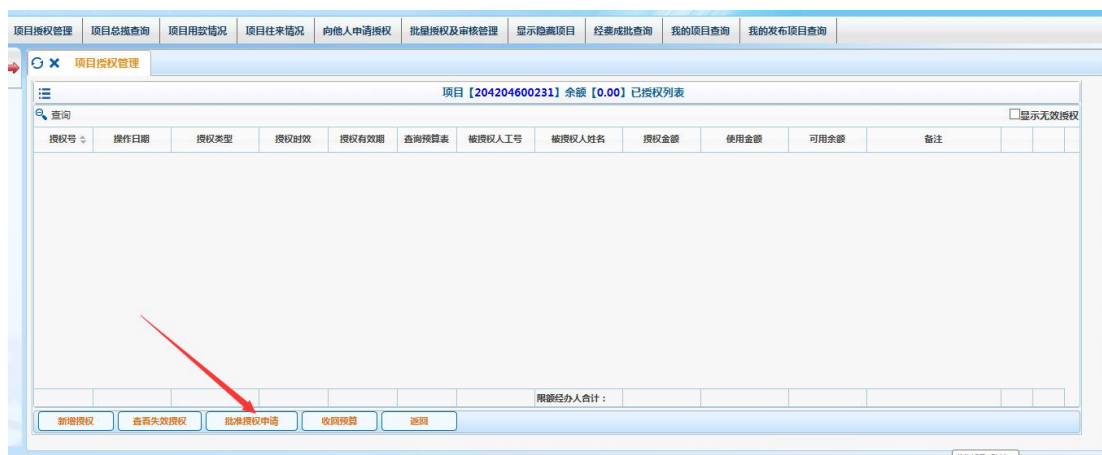 项目授权管理 项目总揽查询 项目用款情况 项目往来情况 向他人申请授权 批量授权及审核管理 显示隐藏项目 经费成批查询 我的项目查询 我的发布项目查询
项目授权管理
项目【204204600231】余额【0.00】已授权列表
查询 显示无效授权
授权号 操作日期 授权类型 授权时效 授权有效期 查询预算表 被授权人工号 被授权人姓名 授权金额 使用金额 可用余额 备注
限额经办人合计：
新增授权 查看失效授权 批准授权申请 收回预算 返回